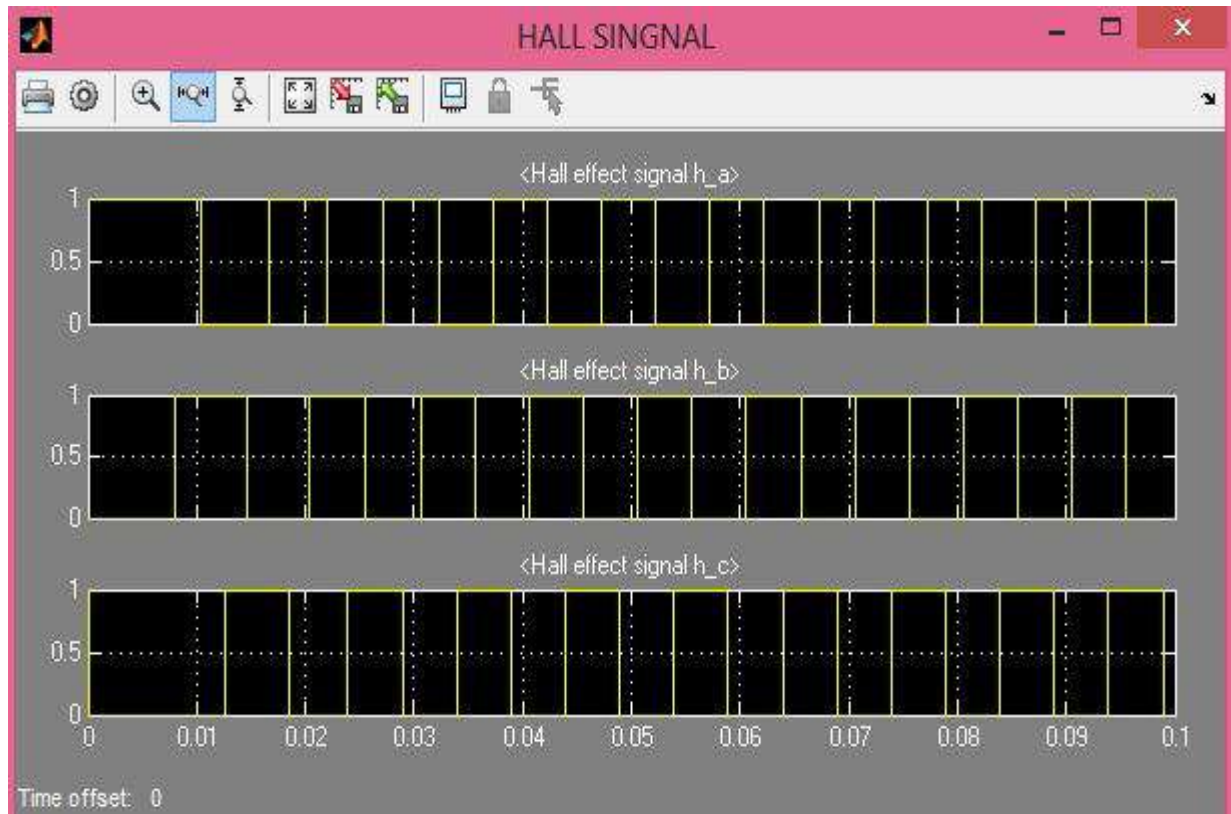 HALL SINGNAL
<Hall effect signal h_a>
1
0.5
0
<Hall effect signal h_b>
1
0.5
0
<Hall effect signal h_c>
1
0.5
0
0 0.01 0.02 0.03 0.04 0.05 0.06 0.07 0.08 0.09 0.1
Time offset: 0